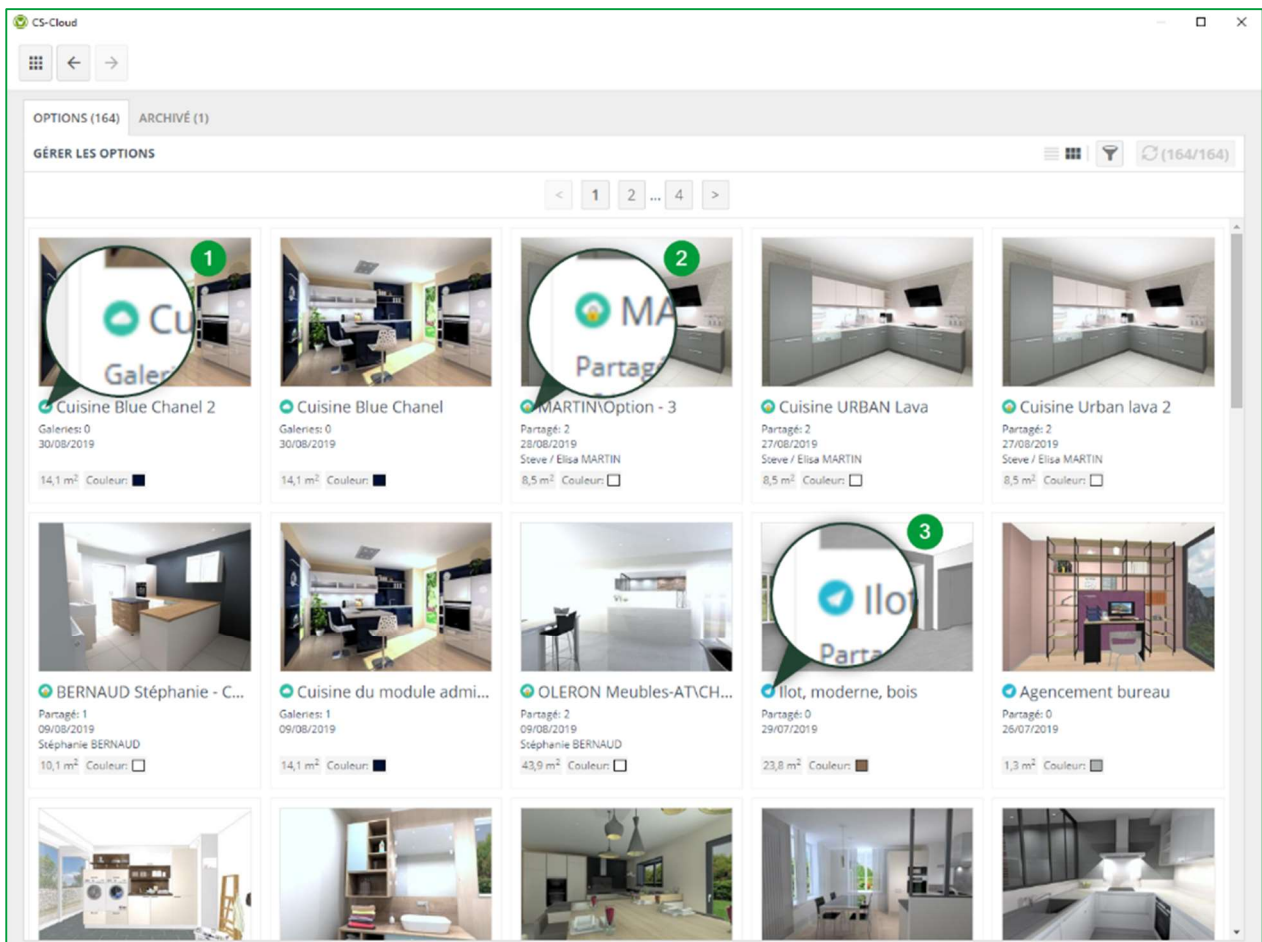 CS-Cloud
OPTIONS (164) ARCHIVÉ (1)
GÉRER LES OPTIONS
(164/164)
< 1 2 ... 4 >
1
Cu
Galeri
2
MA
Partag
Cuisine Blue Chanel 2
Galeries: 0
30/08/2019
14,1 m² Couleur:
Cuisine Blue Chanel
Galeries: 0
30/08/2019
14,1 m² Couleur:
MARTIN\Option - 3
Partagé: 2
28/08/2019
Steve / Elisa MARTIN
8,5 m² Couleur:
Cuisine URBAN Lava
Partagé: 2
27/08/2019
Steve / Elisa MARTIN
8,5 m² Couleur:
Cuisine Urban lava 2
Partagé: 2
27/08/2019
Steve / Elisa MARTIN
8,5 m² Couleur:
3
Ilot
Parta
BERNAUD Stéphanie - C...
Partagé: 1
09/08/2019
Stéphanie BERNAUD
10,1 m² Couleur:
Cuisine du module admi...
Galeries: 1
09/08/2019
14,1 m² Couleur:
OLERON Meubles-AT\CH...
Partagé: 2
09/08/2019
Stéphanie BERNAUD
43,9 m² Couleur:
Ilot, moderne, bois
Partagé: 0
29/07/2019
23,8 m² Couleur:
Agencement bureau
Partagé: 0
26/07/2019
1,3 m² Couleur: